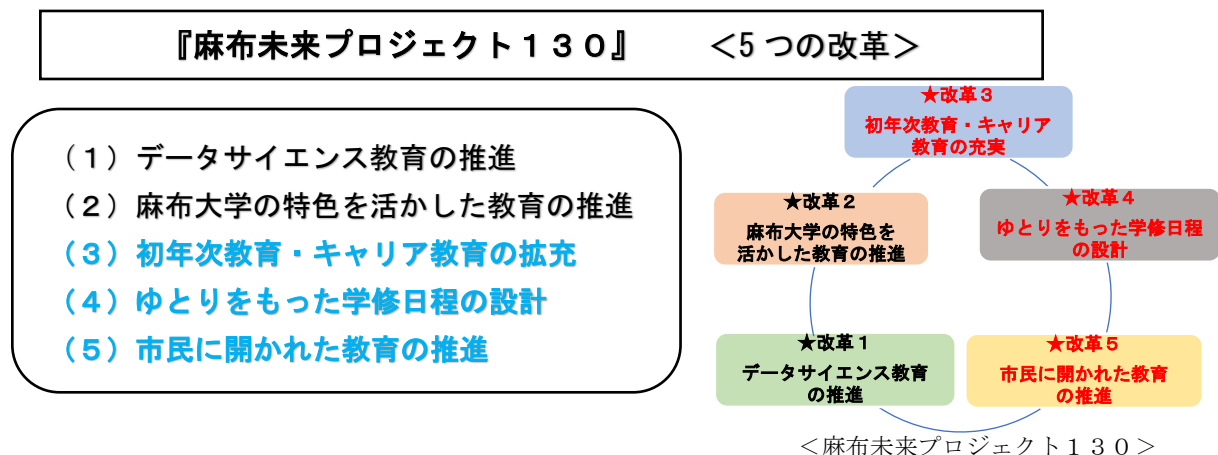 『麻布未来プロジェクト１３０』　　＜5 つの改革＞
（１）データサイエンス教育の推進
（２）麻布大学の特色を活かした教育の推進
（３）初年次教育・キャリア教育の拡充
（４）ゆとりをもった学修日程の設計
（５）市民に開かれた教育の推進
★改革３
初年次教育・キャリア
教育の充実
★改革２
麻布大学の特色を
活かした教育の推進
★改革４
ゆとりをもった学修日程
の設計
★改革１
データサイエンス教育
の推進
★改革５
市民に開かれた教育
の推進
＜麻布未来プロジェクト１３０＞